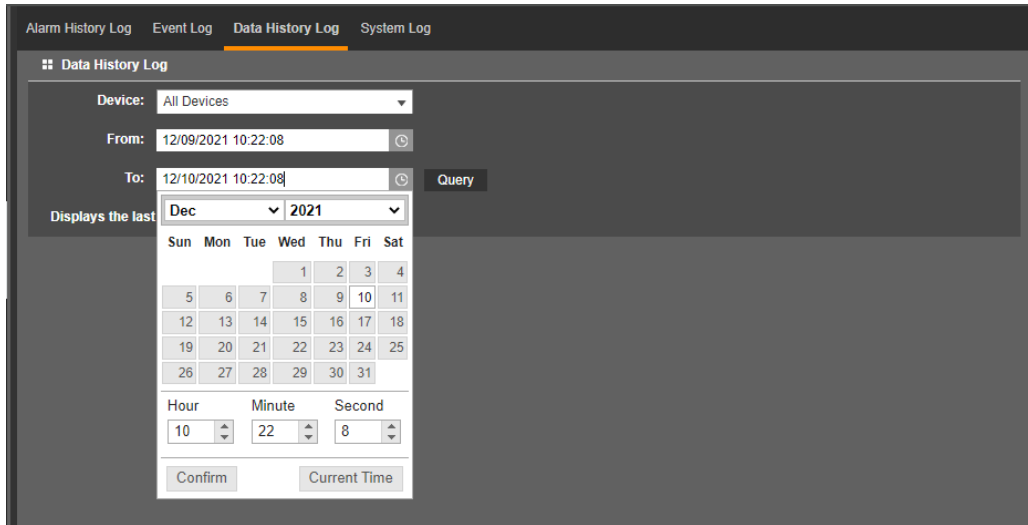 Alarm History Log Event Log Data History Log System Log
Data History Log
Device: All Devices
From: 12/09/2021 10:22:08
To: 12/10/2021 10:22:08 Query
Displays the last
Dec 2021
Sun Mon Tue Wed Thu Fri Sat
1 2 3 4
5 6 7 8 9 10 11
12 13 14 15 16 17 18
19 20 21 22 23 24 25
26 27 28 29 30 31
Hour Minute Second
10 22 8
Confirm Current Time